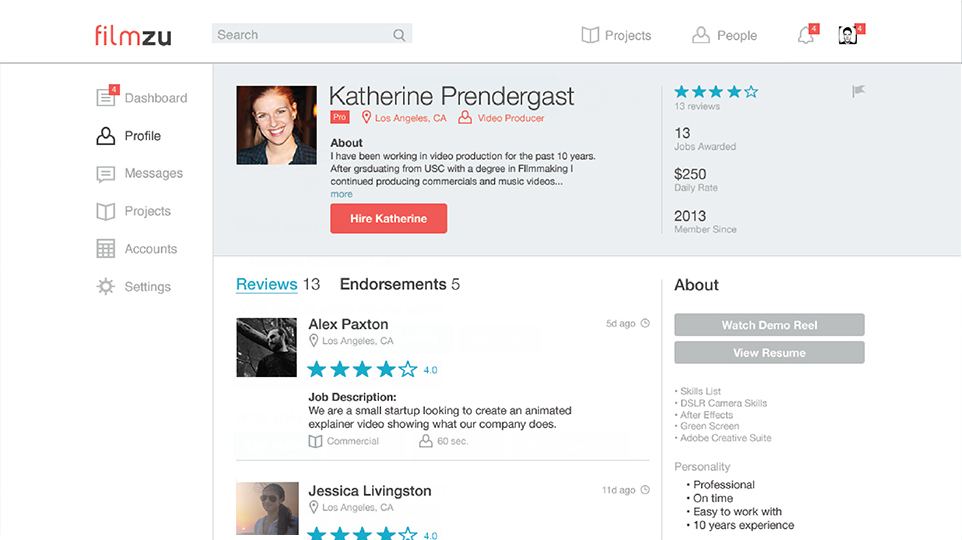 filmzu
Search
Projects
People
4
4
4
Dashboard
Profile
Messages
Projects
Accounts
Settings
Katherine Prendergast
Pro Los Angeles, CA Video Producer
About
I have been working in video production for the past 10 years.
After grsduating from USC with a degree in FIlmmaking I
continued producing commercials and music videos...
more
Hire Katherine
13 reviews
13
Jobs Awarded
$250
Daily Rate
2013
Member Since
Reviews 13 Endorsements 5
Alex Paxton
5d ago
Los Angeles, CA
4.0
Job Description:
We are a small startup looking to create an animated
explainer video showing what our company does.
Commercial 60 sec.
Jessica Livingston
11d ago
Los Angeles, CA
4.0
About
Watch Demo Reel
View Resume
• Skills List
• DSLR Camera Skills
• After Effects
• Green Screen
• Adobe Creative Suite
Personality
• Professional
• On time
• Easy to work with
• 10 years experience